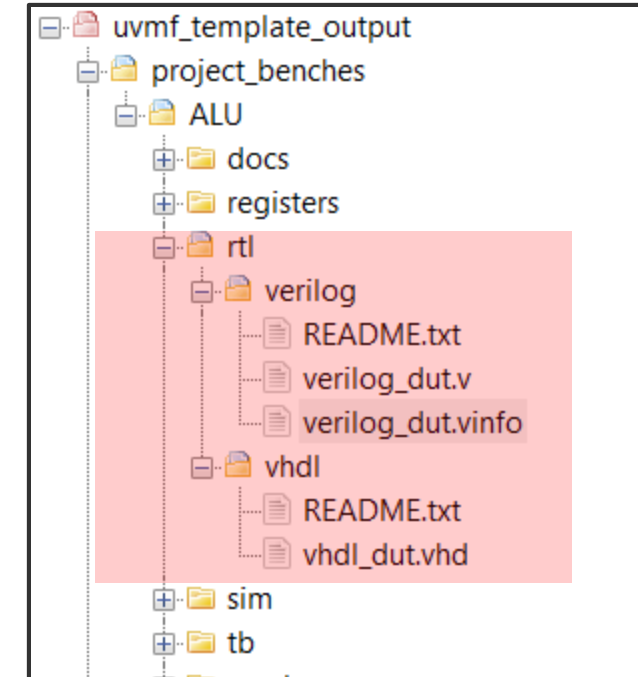 uvmf_template_output
project_benches
ALU
docs
registers
rtl
verilog
README.txt
verilog_dut.v
verilog_dut.vinfo
vhdl
README.txt
vhdl_dut.vhd
sim
tb